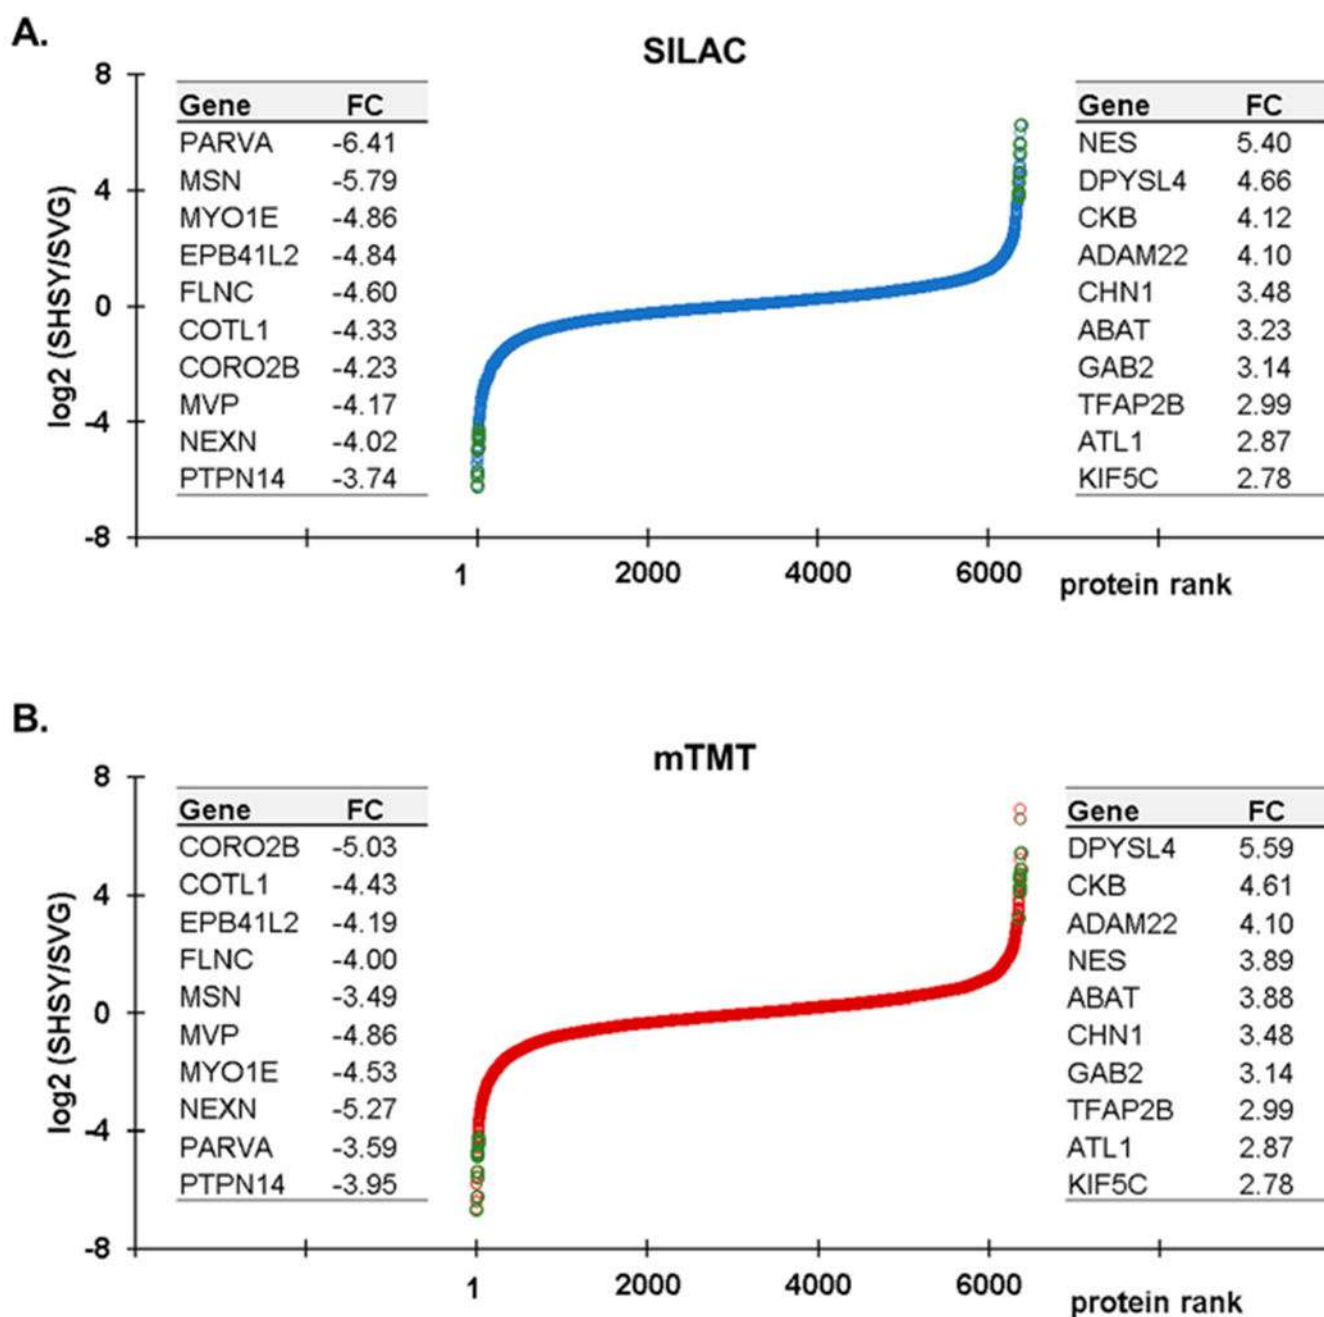 A.
SILAC
log2 (SHSY/SVG)
8
4
0
-4
-8
Gene FC
PARVA -6.41
MSN -5.79
MYO1E -4.86
EPB41L2 -4.84
FLNC -4.60
COTL1 -4.33
CORO2B -4.23
MVP -4.17
NEXN -4.02
PTPN14 -3.74
Gene FC
NES 5.40
DPYSL4 4.66
CKB 4.12
ADAM22 4.10
CHN1 3.48
ABAT 3.23
GAB2 3.14
TFAP2B 2.99
ATL1 2.87
KIF5C 2.78
1 2000 4000 6000 protein rank
B.
mTMT
log2 (SHSY/SVG)
8
4
0
-4
-8
Gene FC
CORO2B -5.03
COTL1 -4.43
EPB41L2 -4.19
FLNC -4.00
MSN -3.49
MVP -4.86
MYO1E -4.53
NEXN -5.27
PARVA -3.59
PTPN14 -3.95
Gene FC
DPYSL4 5.59
CKB 4.61
ADAM22 4.10
NES 3.89
ABAT 3.88
CHN1 3.48
GAB2 3.14
TFAP2B 2.99
ATL1 2.87
KIF5C 2.78
1 2000 4000 6000 protein rank